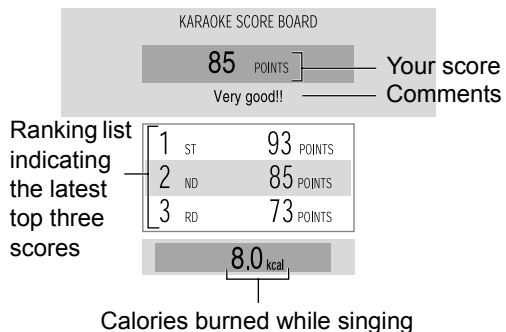 KARAOKE SCORE BOARD
85 POINTS
Your score
Very good!!
Comments
Ranking list
indicating
the latest
top three
scores
1 ST 93 POINTS
2 ND 85 POINTS
3 RD 73 POINTS
8.0 kcal
Calories burned while singing